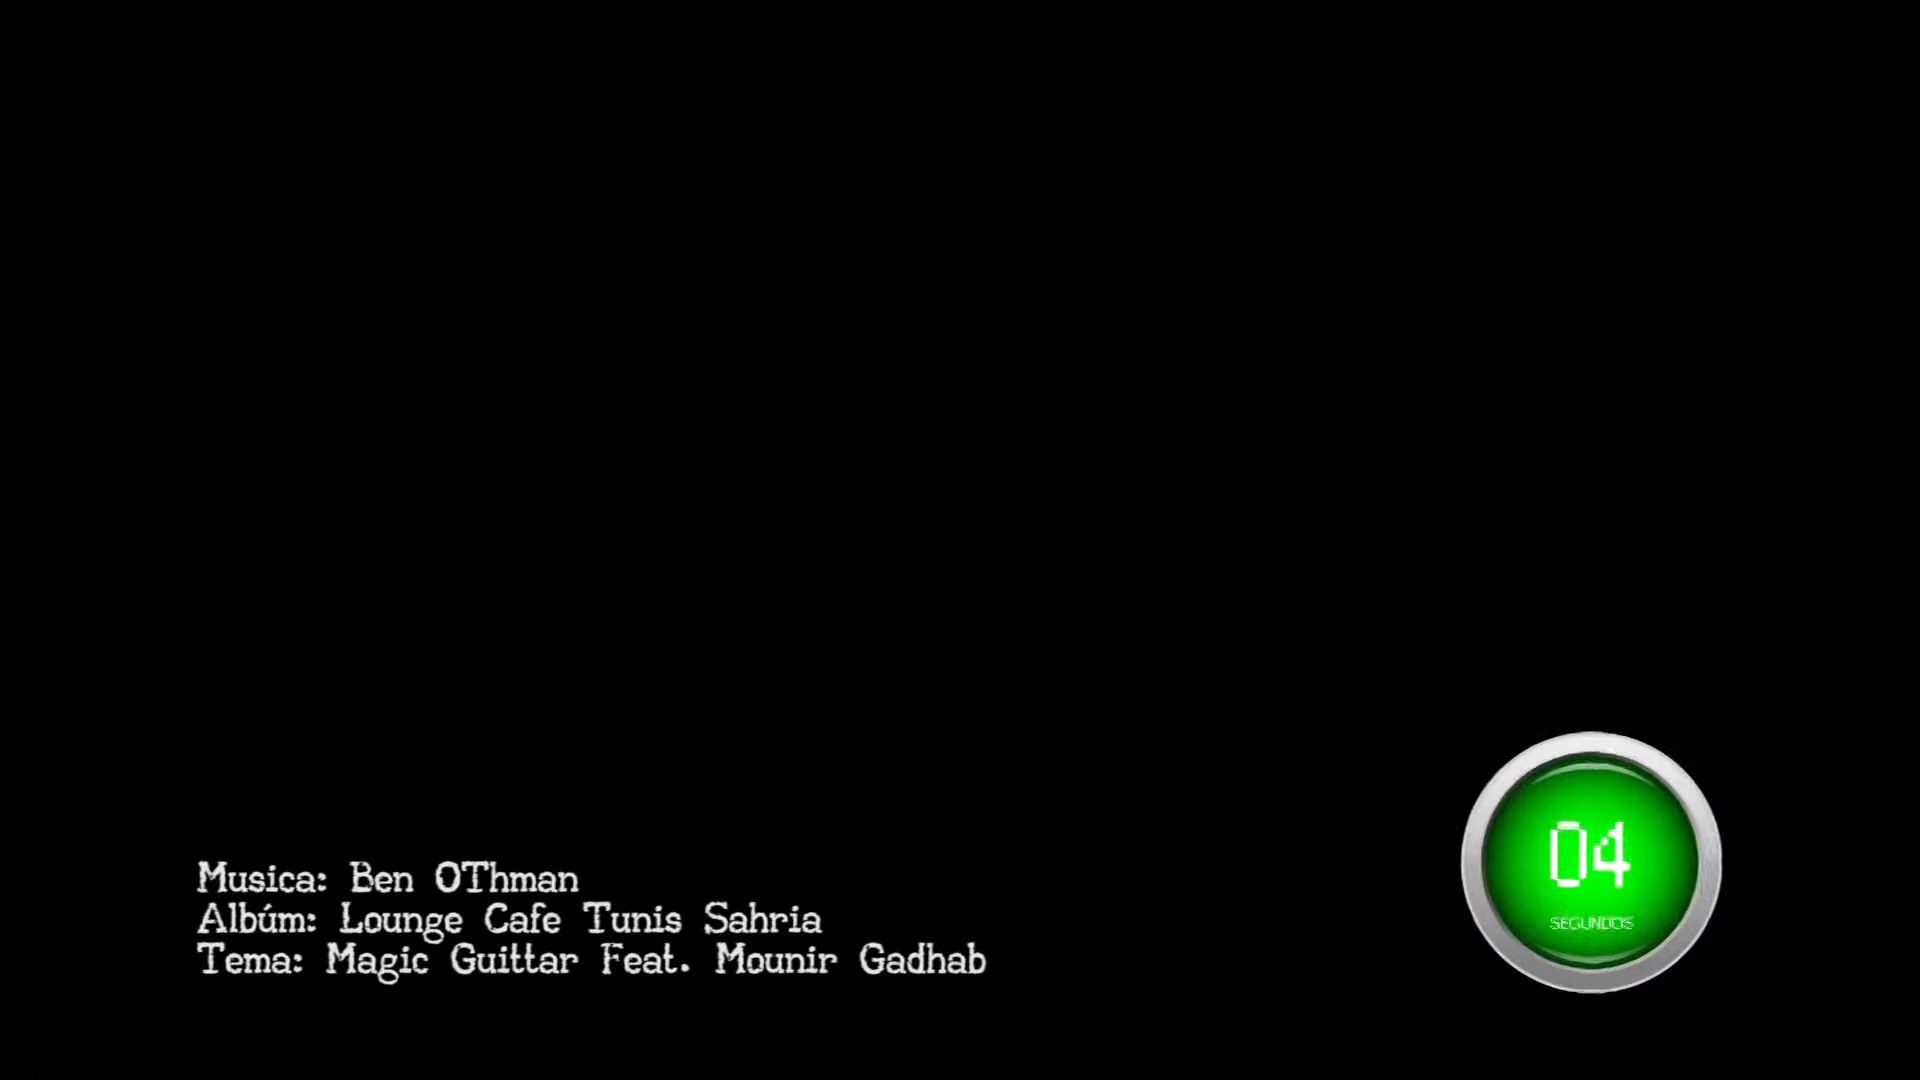 Musica: Ben OThman
Albúm: Lounge Cafe Tunis Sahria
Tema: Magic Guittar Feat. Mounir Gadhab
04
SEGUNDOS